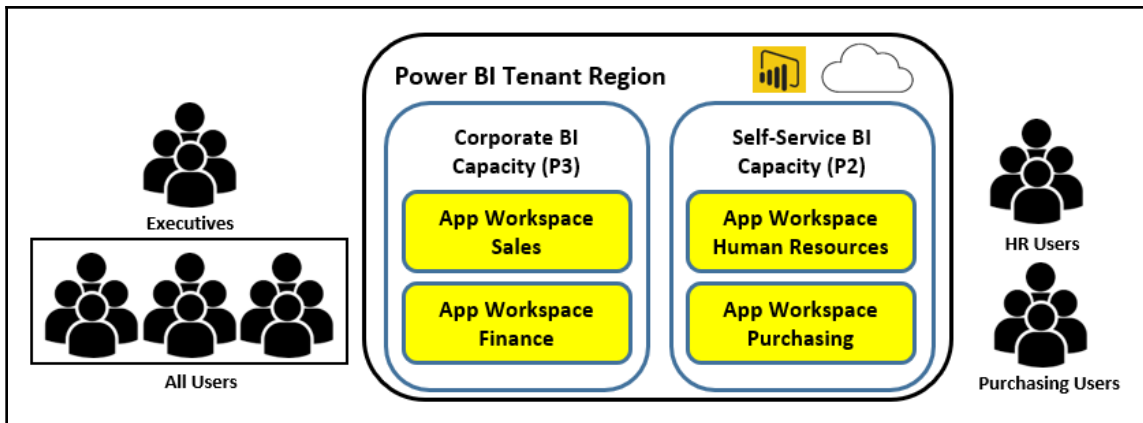 Power BI Tenant Region
Executives
All Users
Corporate BI
Capacity (P3)
App Workspace
Sales
App Workspace
Finance
Self-Service BI
Capacity (P2)
App Workspace
Human Resources
App Workspace
Purchasing
HR Users
Purchasing Users